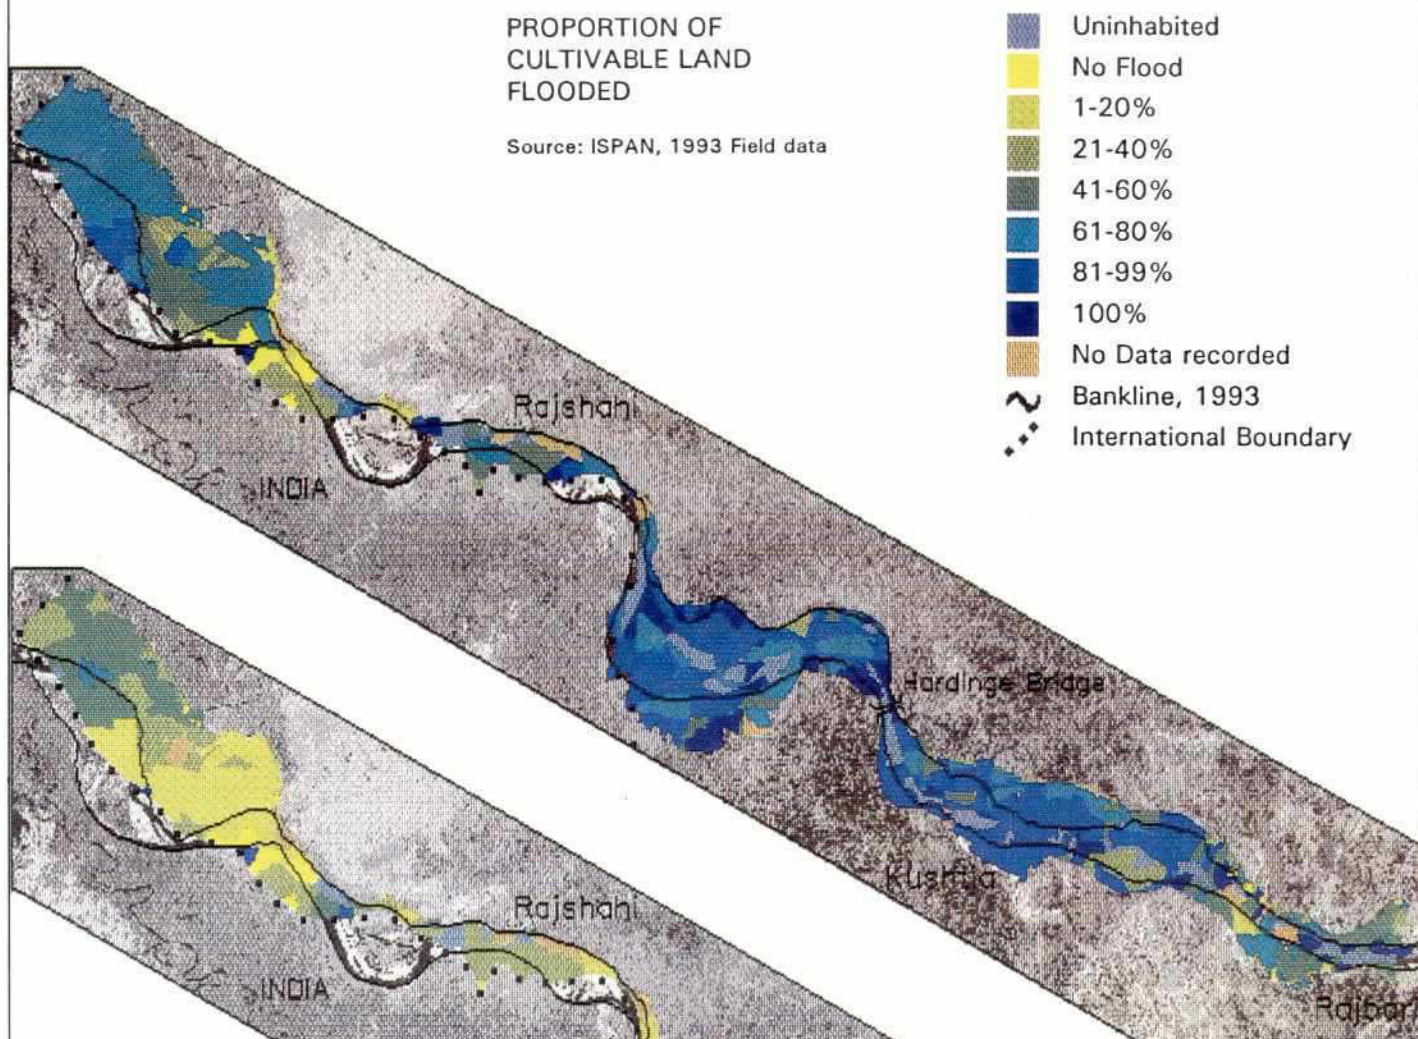 PROPORTION OF
CULTIVABLE LAND
FLOODED
Source: ISPAN, 1993 Field data
Uninhabited
No Flood
1-20%
21-40%
41-60%
61-80%
81-99%
100%
No Data recorded
Bankline, 1993
International Boundary
Rajshahi
INDIA
Hardinge Bridge
Kushtia
Rajbari
Rajshahi
INDIA